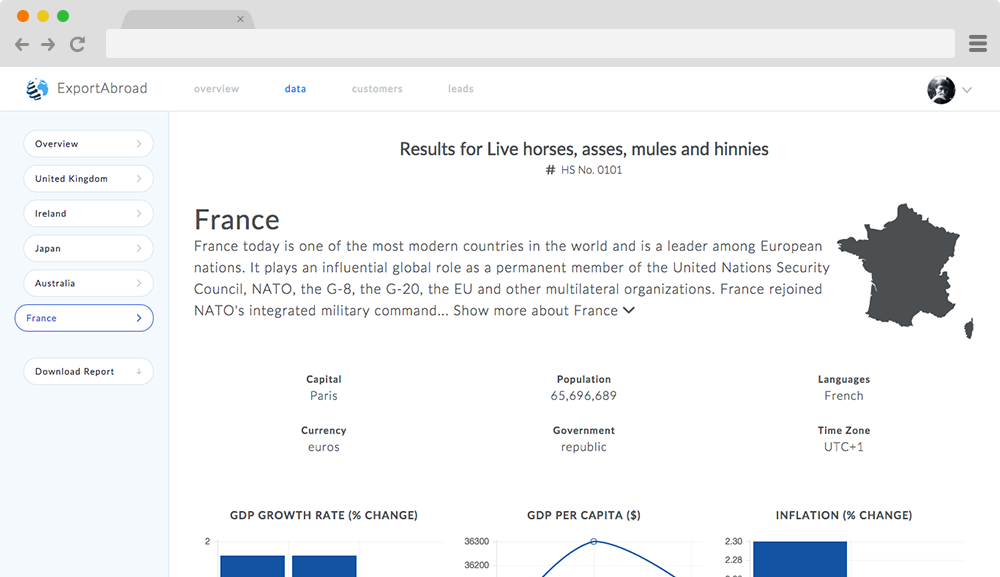 ExportAbroad
overview
data
customers
leads
Overview
United Kingdom
Ireland
Japan
Australia
France
Download Report
Results for Live horses, asses, mules and hinnies
# HS No. 0101
France
France today is one of the most modern countries in the world and is a leader among European
nations. It plays an influential global role as a permanent member of the United Nations Security
Council, NATO, the G-8, the G-20, the EU and other multilateral organizations. France rejoined
NATO's integrated military command... Show more about France
Capital
Paris
Population
65,696,689
Languages
French
Currency
euros
Government
republic
Time Zone
UTC+1
GDP GROWTH RATE (% CHANGE)
2
GDP PER CAPITA ($)
36300
36200
INFLATION (% CHANGE)
2.30
2.28